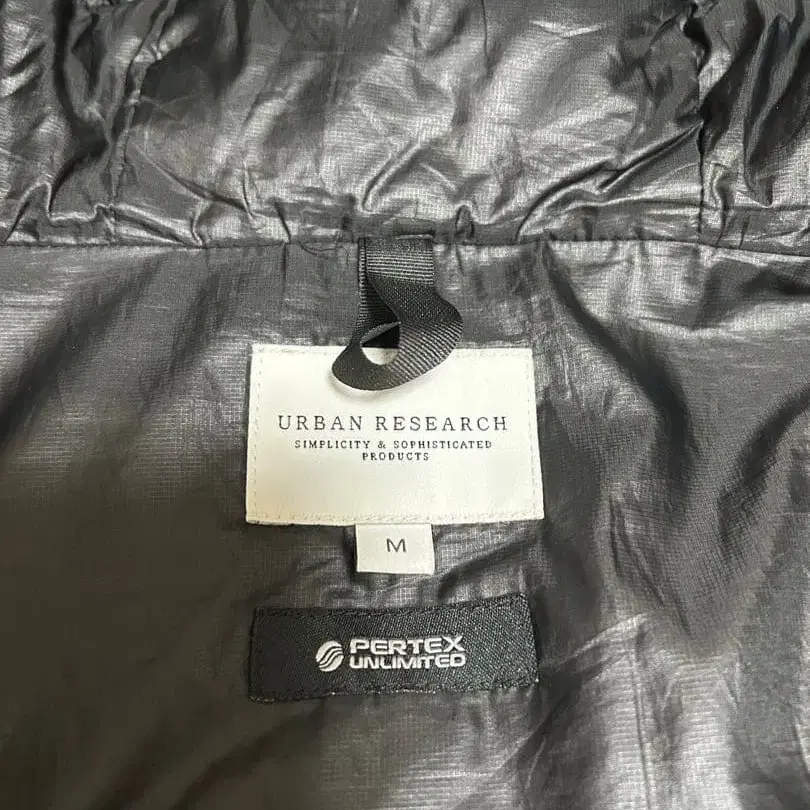 URBAN RESEARCH
SIMPLICITY & SOPHISTICATED
PRODUCTS
M
PERTEX
UNLIMITED